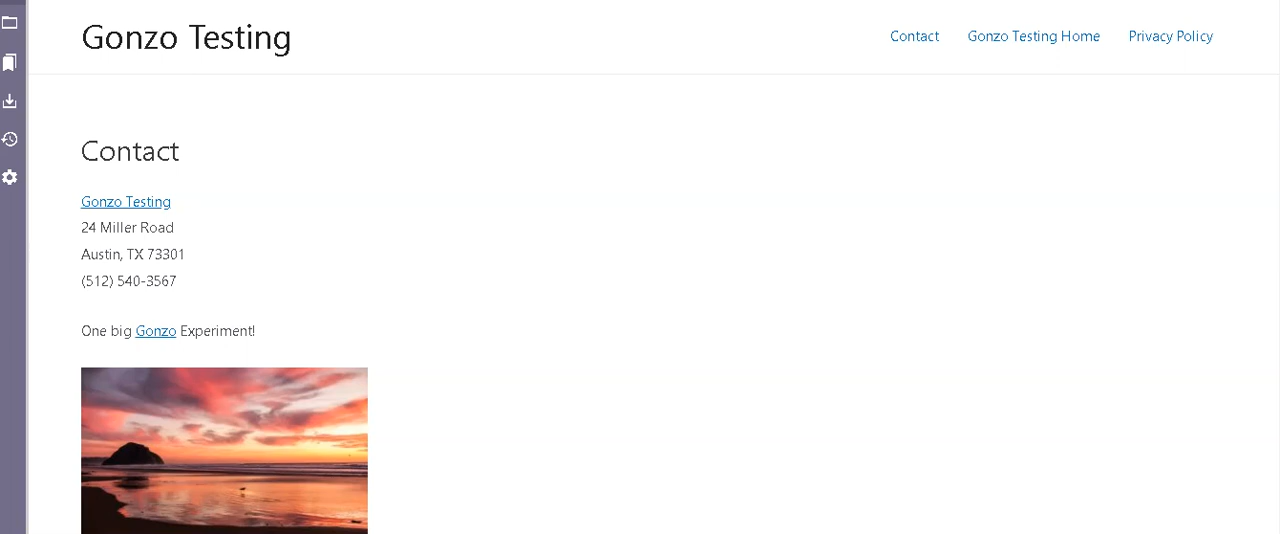 Gonzo Testing
Contact Gonzo Testing Home Privacy Policy
Contact
Gonzo Testing
24 Miller Road
Austin, TX 73301
(512) 540-3567
One big Gonzo Experiment!